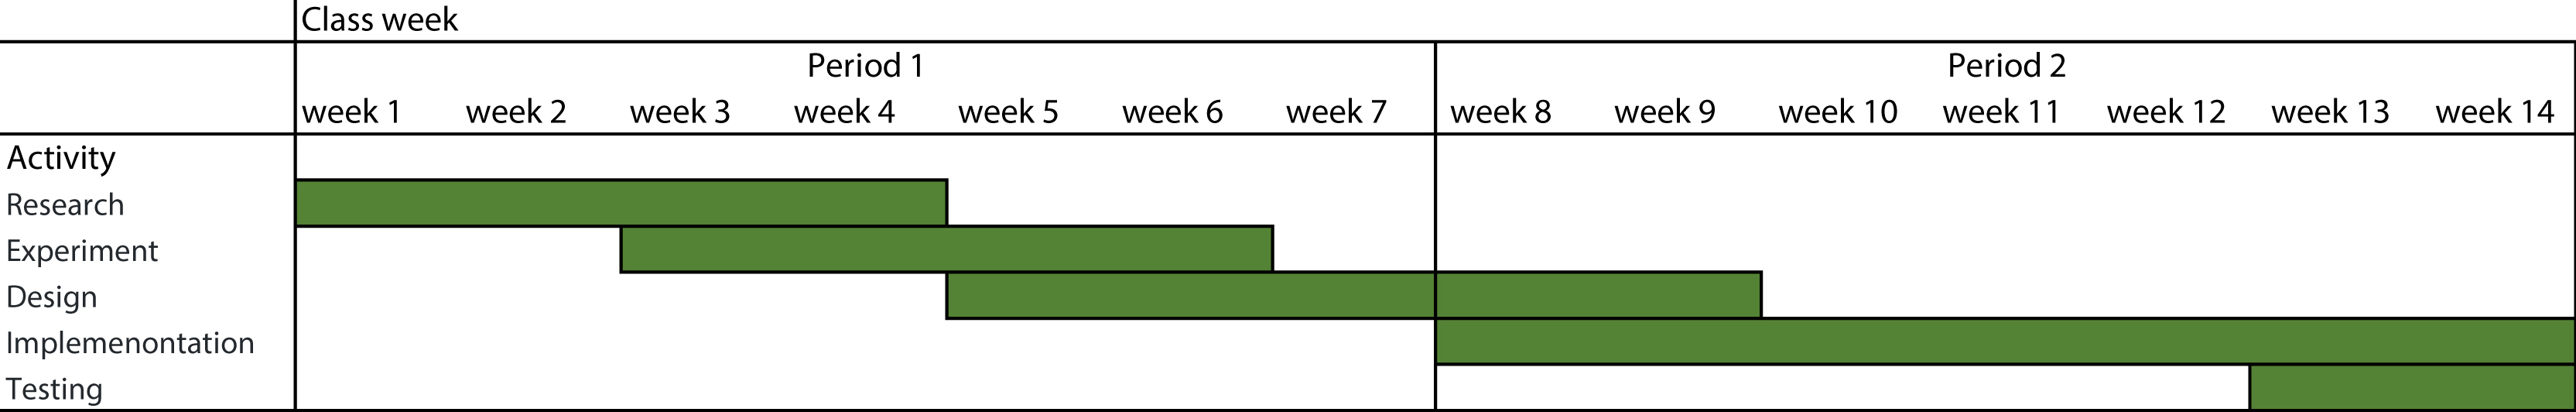 Class week
Period 1 Period 2
week 1 week 2 week 3 week 4 week 5 week 6 week 7 week 8 week 9 week 10 week 11 week 12 week 13 week 14
Activity
Research
Experiment
Design
Implemenontation
Testing